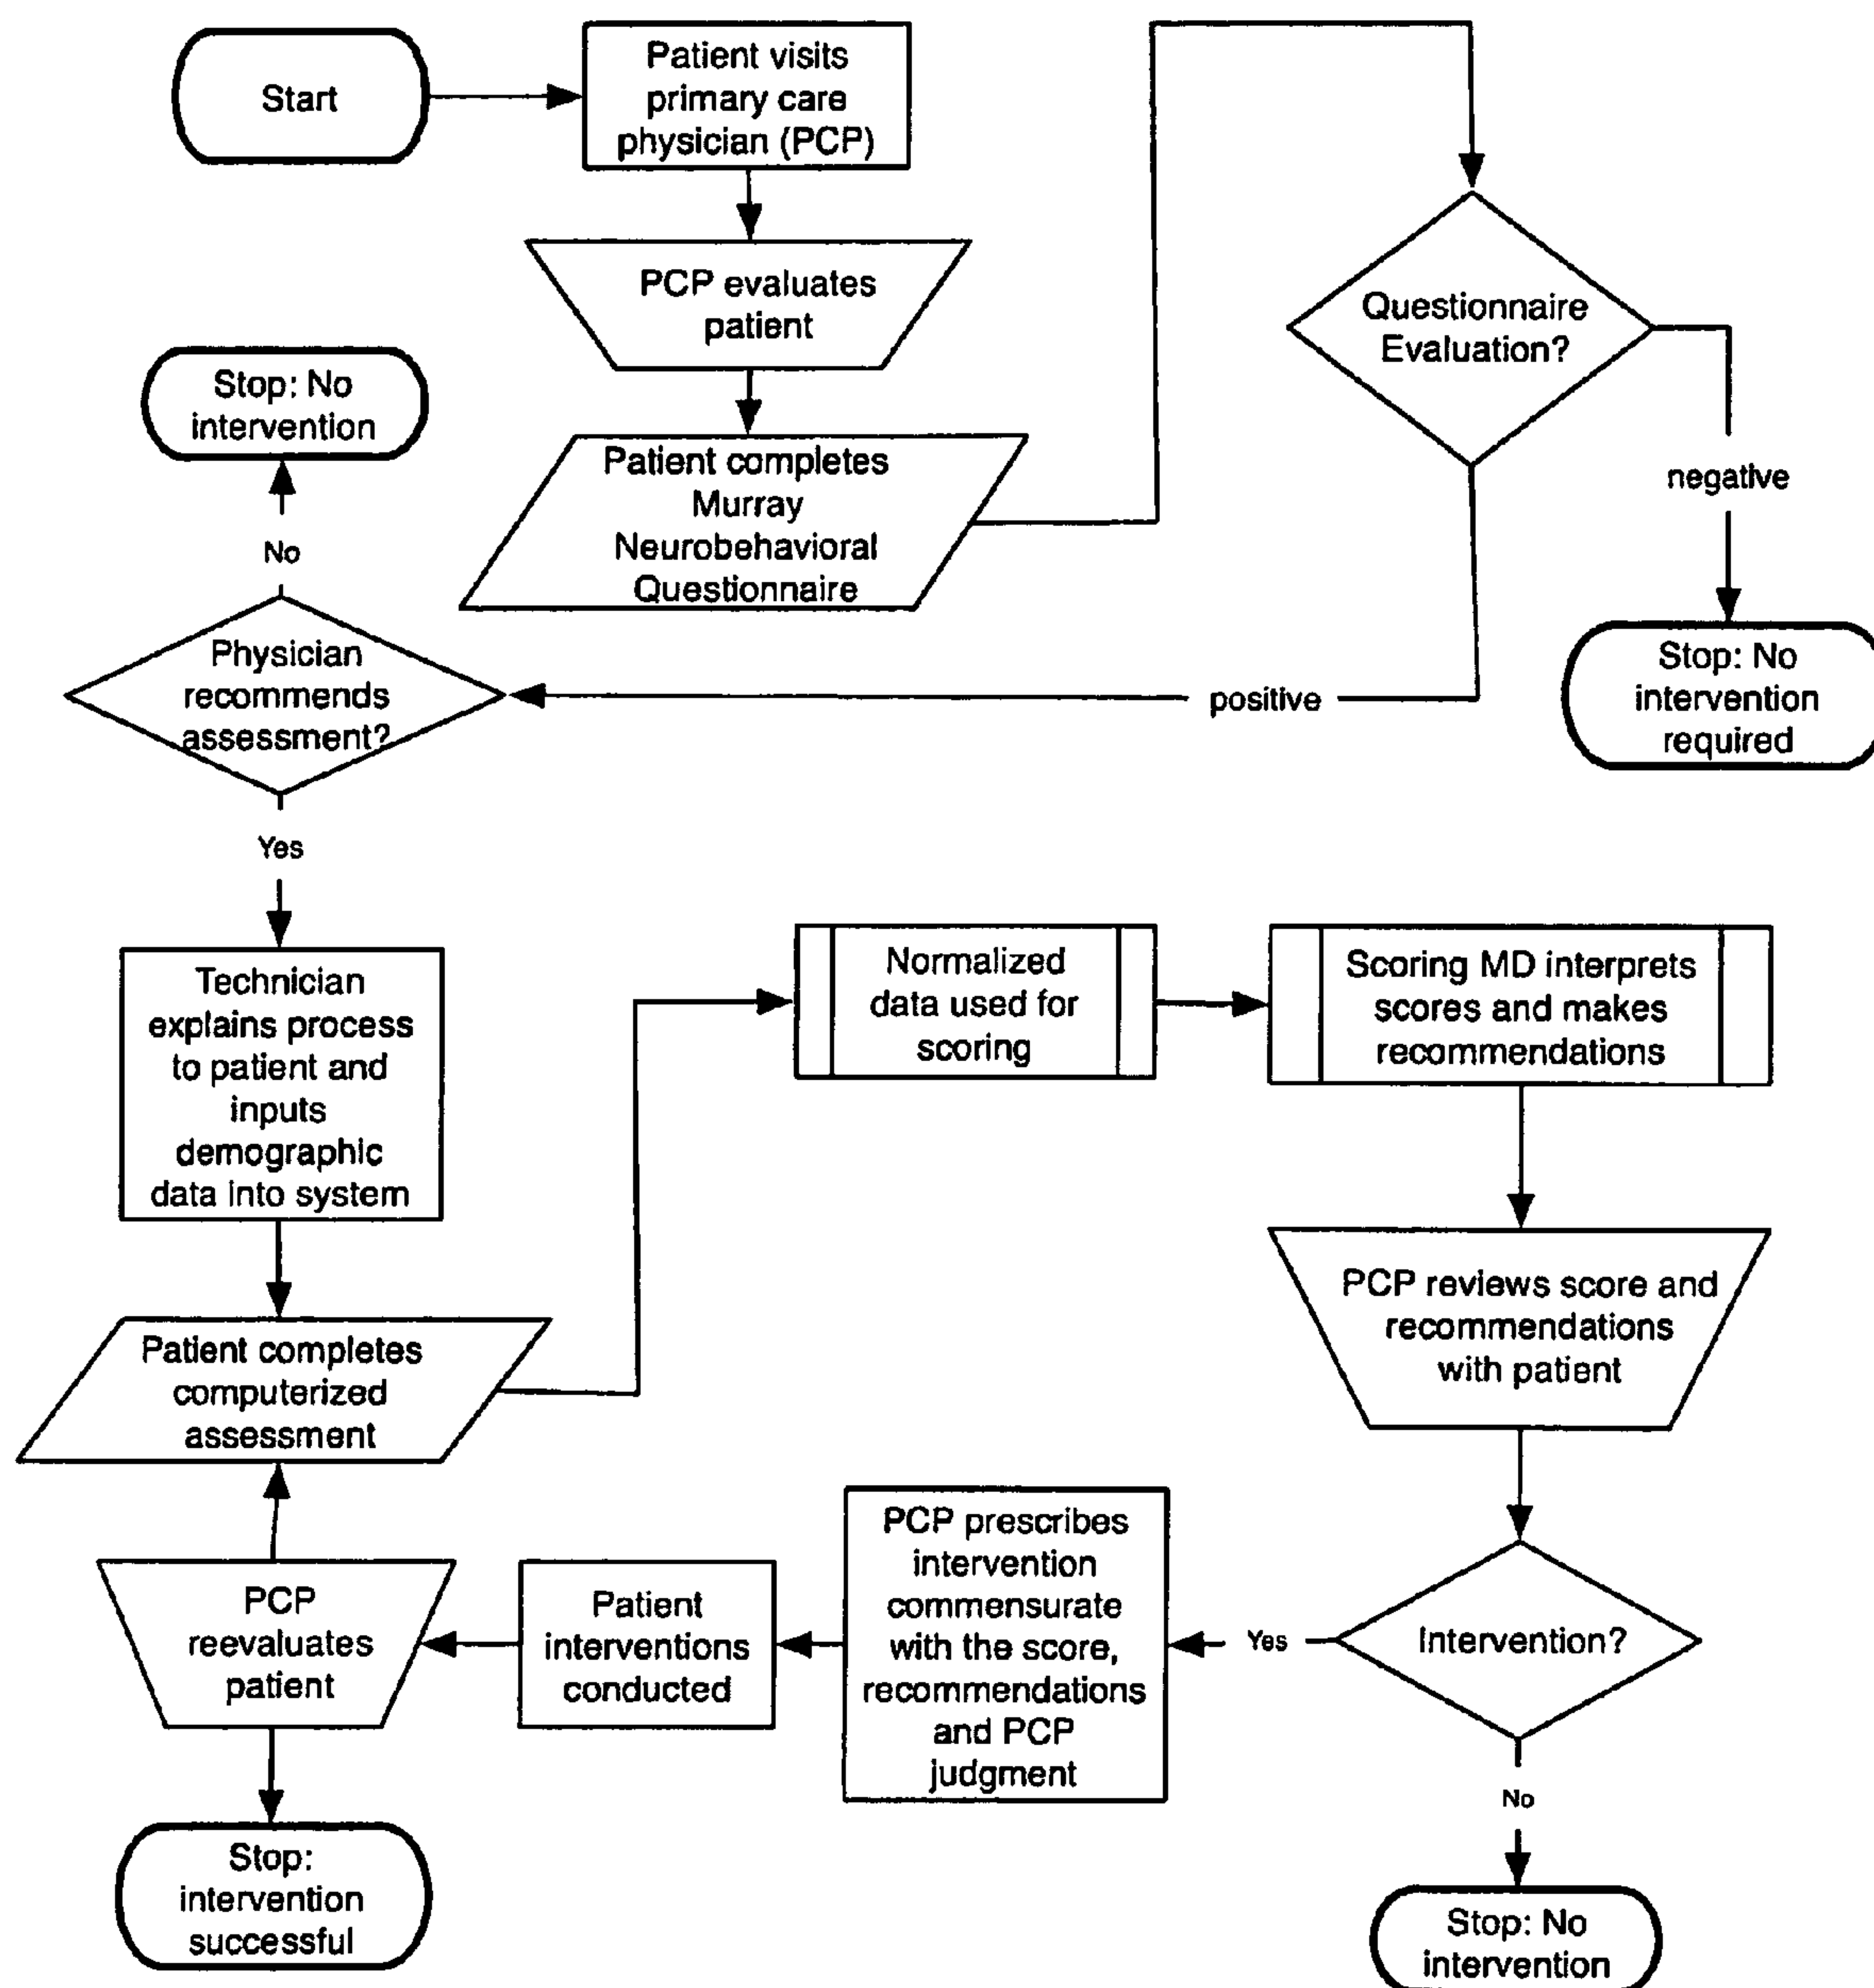 Start
Patient visits
primary care
physician (PCP)
PCP evaluates
patient
Patient completes
Murray
Neurobehavioral
Questionnaire
Questionnaire
Evaluation?
negative
Stop: No
intervention
required
positive
Physician
recommends
assessment?
No
Stop: No
intervention
Yes
Technician
explains process
to patient and
inputs
demographic
data into system
Patient completes
computerized
assessment
Normalized
data used for
scoring
Scoring MD interprets
scores and makes
recommendations
PCP reviews score and
recommendations
with patient
Intervention?
Yes
PCP prescribes
intervention
commensurate
with the score,
recommendations
and PCP
judgment
Patient
interventions
conducted
PCP
reevaluates
patient
Stop:
intervention
successful
No
Stop: No
intervention